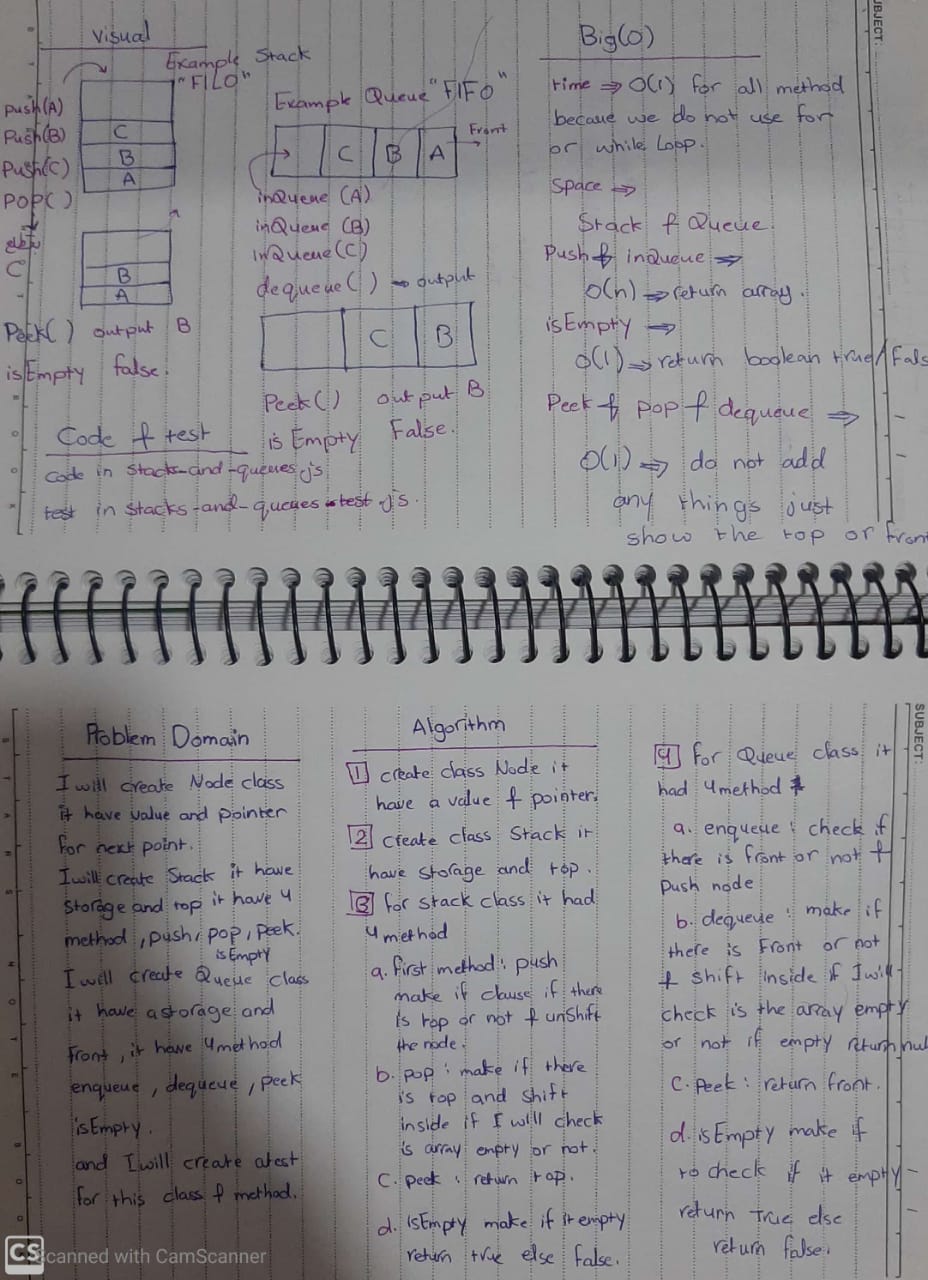 Visual
Example Stack
"FILO"
push(A)
Push(B)
Push(C)
POP()
C
B
A
C
B
A
Peek() output B
isEmpty false.
Example Queue "FIFO"
Front
C B A
inQueue (A)
inQueue (B)
inQueue (C)
dequeue() output
C B
Peek() output B
is Empty False.
Code & test
code in stacks-and-queues.js
test in stacks-and-queues-test.js.
Big(O)
time ⇒ O(1) for all method
becaue we do not use for
or while Loop.
Space ⇒
Stack & Queue.
Push & inQueue ⇒
O(n) ⇒ return array.
isEmpty ⇒
O(1) ⇒ return boolean true/Fals
Peek & pop & dequeue ⇒
O(1) ⇒ do not add
any things just
show the top or front
SUBJECT:
Problem Domain
I will create Node class
it have value and pointer
for next point.
I will create Stack it have
storage and top it have 4
method, push, pop, peek.
isEmpty
I will create Queue class
it have a storage and
Front, it have 4 method
enqueue, dequeue, peek
isEmpty.
and I will create atest
for this class & method.
Algorithm
1 create class Node it
have a value & pointer.
2 create class Stack it
have storage and top.
3 for stack class it had
4 method
a. first method: push
make if clause if there
is top or not & unshift
the node.
b. pop: make if there
is top and shift
inside if I will check
is array empty or not.
C. peek: return top.
d. isEmpty make if it empty
return true else false.
4 for Queue class it
had 4 method
a. enqueue: check if
there is front or not &
push node
b. dequeue: make if
there is Front or not
& shift inside if I will
check is the array empty
or not if empty return nul
C. Peek: return front.
d. isEmpty make if
to check if it empty
return True else
return false.
SUBJECT:
CS Scanned with CamScanner